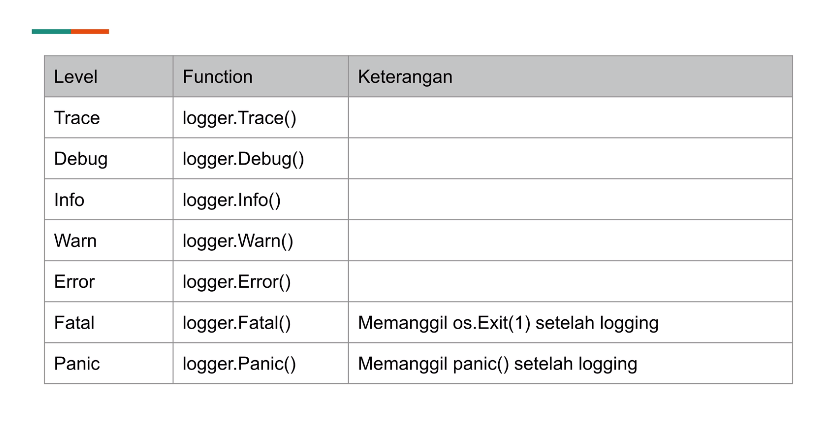 Level Function Keterangan
Trace logger.Trace()
Debug logger.Debug()
Info logger.Info()
Warn logger.Warn()
Error logger.Error()
Fatal logger.Fatal() Memanggil os.Exit(1) setelah logging
Panic logger.Panic() Memanggil panic() setelah logging